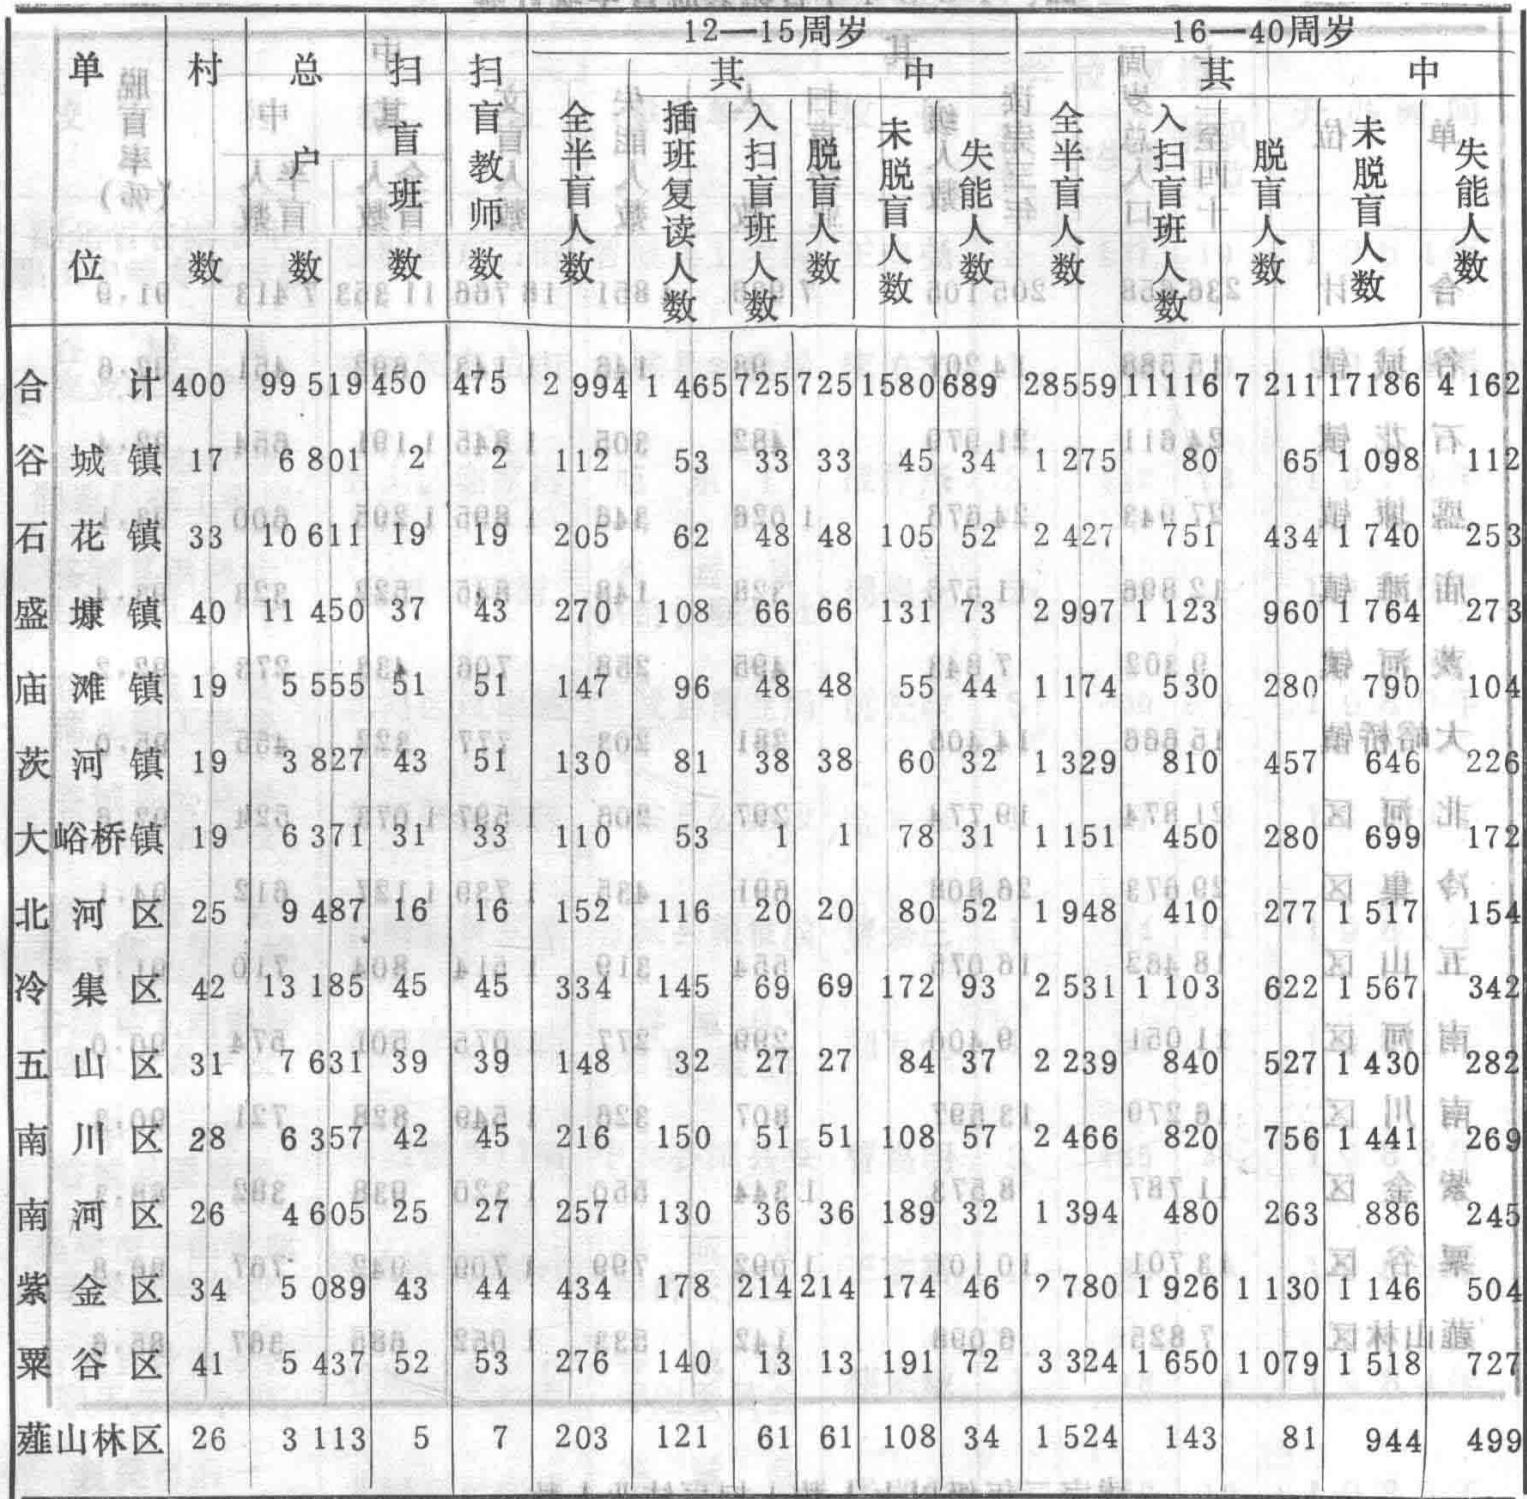 12—15周岁 16—40周岁
单位 村数 总户数 扫盲班数 扫盲教师数 全半盲人数 其中 插班复读人数 入扫盲班人数 脱盲人数 未脱盲人数 失能人数 全半盲人数 其中 入扫盲班人数 脱盲人数 未脱盲人数 失能人数
合计 400 99 519 450 475 2 994 1 465 725 725 1580 689 28559 11116 7 211 17186 4 162
谷城镇 17 6 801 2 2 112 53 33 33 45 34 1 275 80 65 1 098 112
石花镇 33 10 611 19 19 205 62 48 48 105 52 2 427 751 434 1 740 253
盛壕镇 40 11 450 37 43 270 108 66 66 131 73 2 997 1 123 960 1 764 273
庙滩镇 19 5 555 51 51 147 96 48 48 55 44 1 174 530 280 790 104
茨河镇 19 3 827 43 51 130 81 38 38 60 32 1 329 810 457 646 226
大峪桥镇 19 6 371 31 33 110 53 1 1 78 31 1 151 450 280 699 172
北河区 25 9 487 16 16 152 116 20 20 80 52 1 948 410 277 1 517 154
冷集区 42 13 185 45 45 334 145 69 69 172 93 2 531 1 103 622 1 567 342
五山区 31 7 631 39 39 148 32 27 27 84 37 2 239 840 527 1 430 282
南川区 28 6 357 42 45 216 150 51 51 108 57 2 466 820 756 1 441 269
南河区 26 4 605 25 27 257 130 36 36 189 32 1 394 480 263 886 245
紫金区 34 5 089 43 44 434 178 214 214 174 46 2 780 1 926 1 130 1 146 504
粟谷区 41 5 437 52 53 276 140 13 13 191 72 3 324 1 650 1 079 1 518 727
薤山林区 26 3 113 5 7 203 121 61 61 108 34 1 524 143 81 944 499